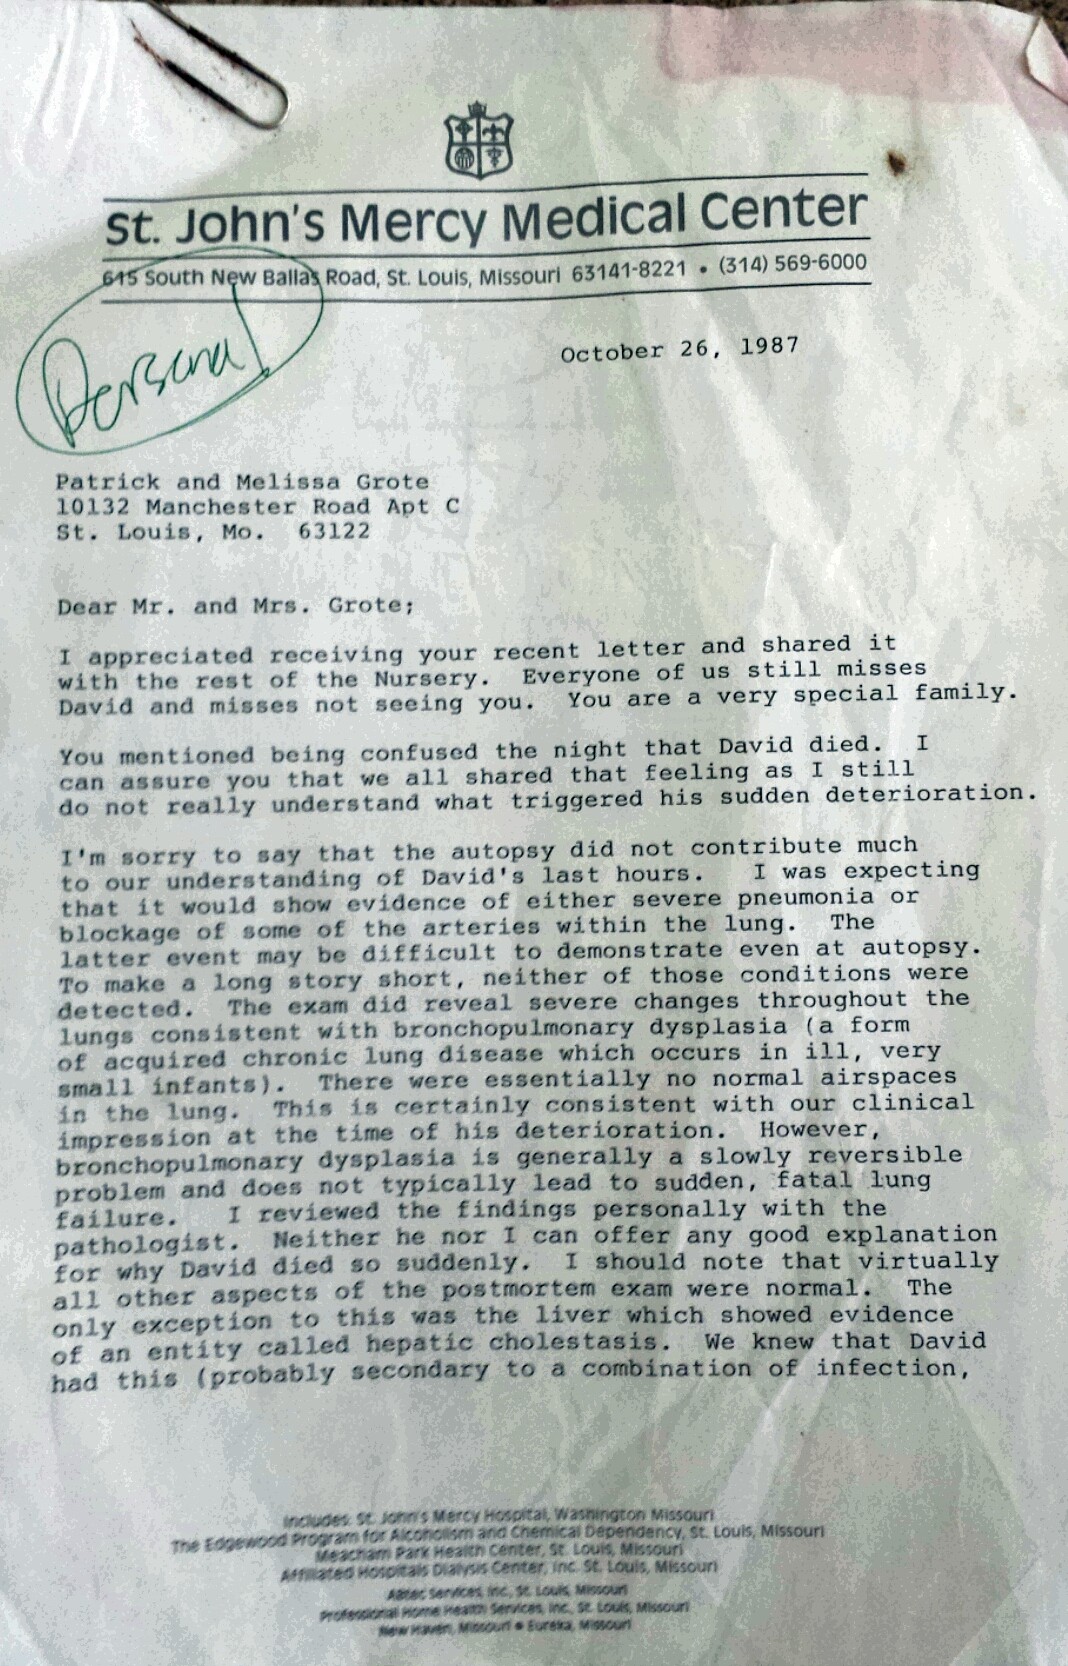 St. John's Mercy Medical Center
615 South New Ballas Road, St. Louis, Missouri 63141-8221 • (314) 569-6000
Personal
October 26, 1987
Patrick and Melissa Grote
10132 Manchester Road Apt C
St. Louis, Mo. 63122
Dear Mr. and Mrs. Grote;
I appreciated receiving your recent letter and shared it
with the rest of the Nursery. Everyone of us still misses
David and misses not seeing you. You are a very special family.
You mentioned being confused the night that David died. I
can assure you that we all shared that feeling as I still
do not really understand what triggered his sudden deterioration.
I'm sorry to say that the autopsy did not contribute much
to our understanding of David's last hours. I was expecting
that it would show evidence of either severe pneumonia or
blockage of some of the arteries within the lung. The
latter event may be difficult to demonstrate even at autopsy.
To make a long story short, neither of those conditions were
detected. The exam did reveal severe changes throughout the
lungs consistent with bronchopulmonary dysplasia (a form
of acquired chronic lung disease which occurs in ill, very
small infants). There were essentially no normal airspaces
in the lung. This is certainly consistent with our clinical
impression at the time of his deterioration. However,
bronchopulmonary dysplasia is generally a slowly reversible
problem and does not typically lead to sudden, fatal lung
failure. I reviewed the findings personally with the
pathologist. Neither he nor I can offer any good explanation
for why David died so suddenly. I should note that virtually
all other aspects of the postmortem exam were normal. The
only exception to this was the liver which showed evidence
of an entity called hepatic cholestasis. We knew that David
had this (probably secondary to a combination of infection,
Includes: St. John's Mercy Hospital, Washington Missouri
The Edgewood Program for Alcoholism and Chemical Dependency, St. Louis, Missouri
Meacham Park Health Center, St. Louis, Missouri
Affiliated Hospitals Dialysis Center, Inc. St. Louis, Missouri
Services, Inc., St. Louis, Missouri
Professional Home Health Services, Inc., St. Louis, Missouri
New Haven, Missouri • Eureka, Missouri